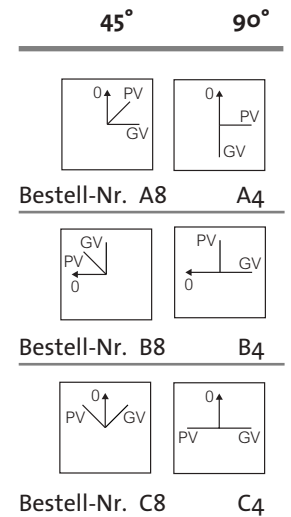 45° 90°
0 PV 0
GV PV
GV
Bestell-Nr. A8 A4
GV PV
PV GV
0 0
Bestell-Nr. B8 B4
0 0
PV GV PV GV
Bestell-Nr. C8 C4